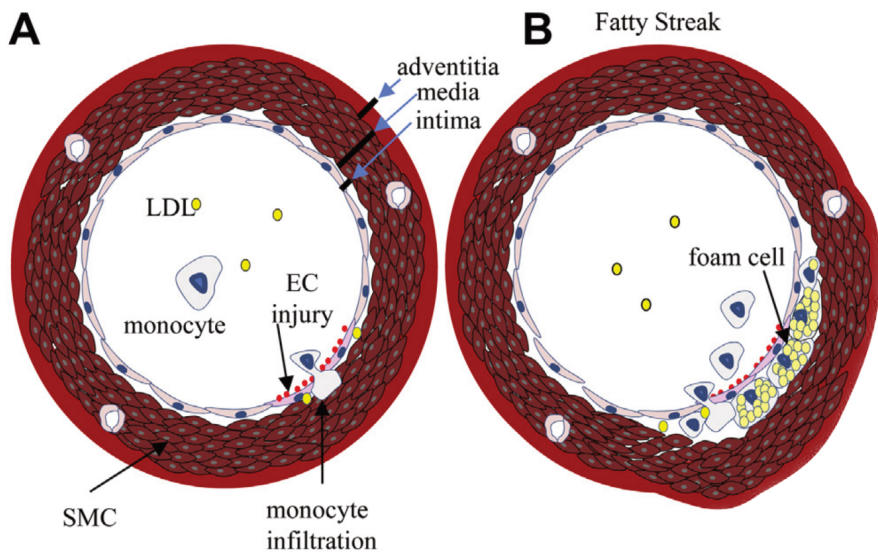 A
B
Fatty Streak
adventitia
media
intima
LDL
monocyte
EC
injury
foam cell
SMC
monocyte
infiltration